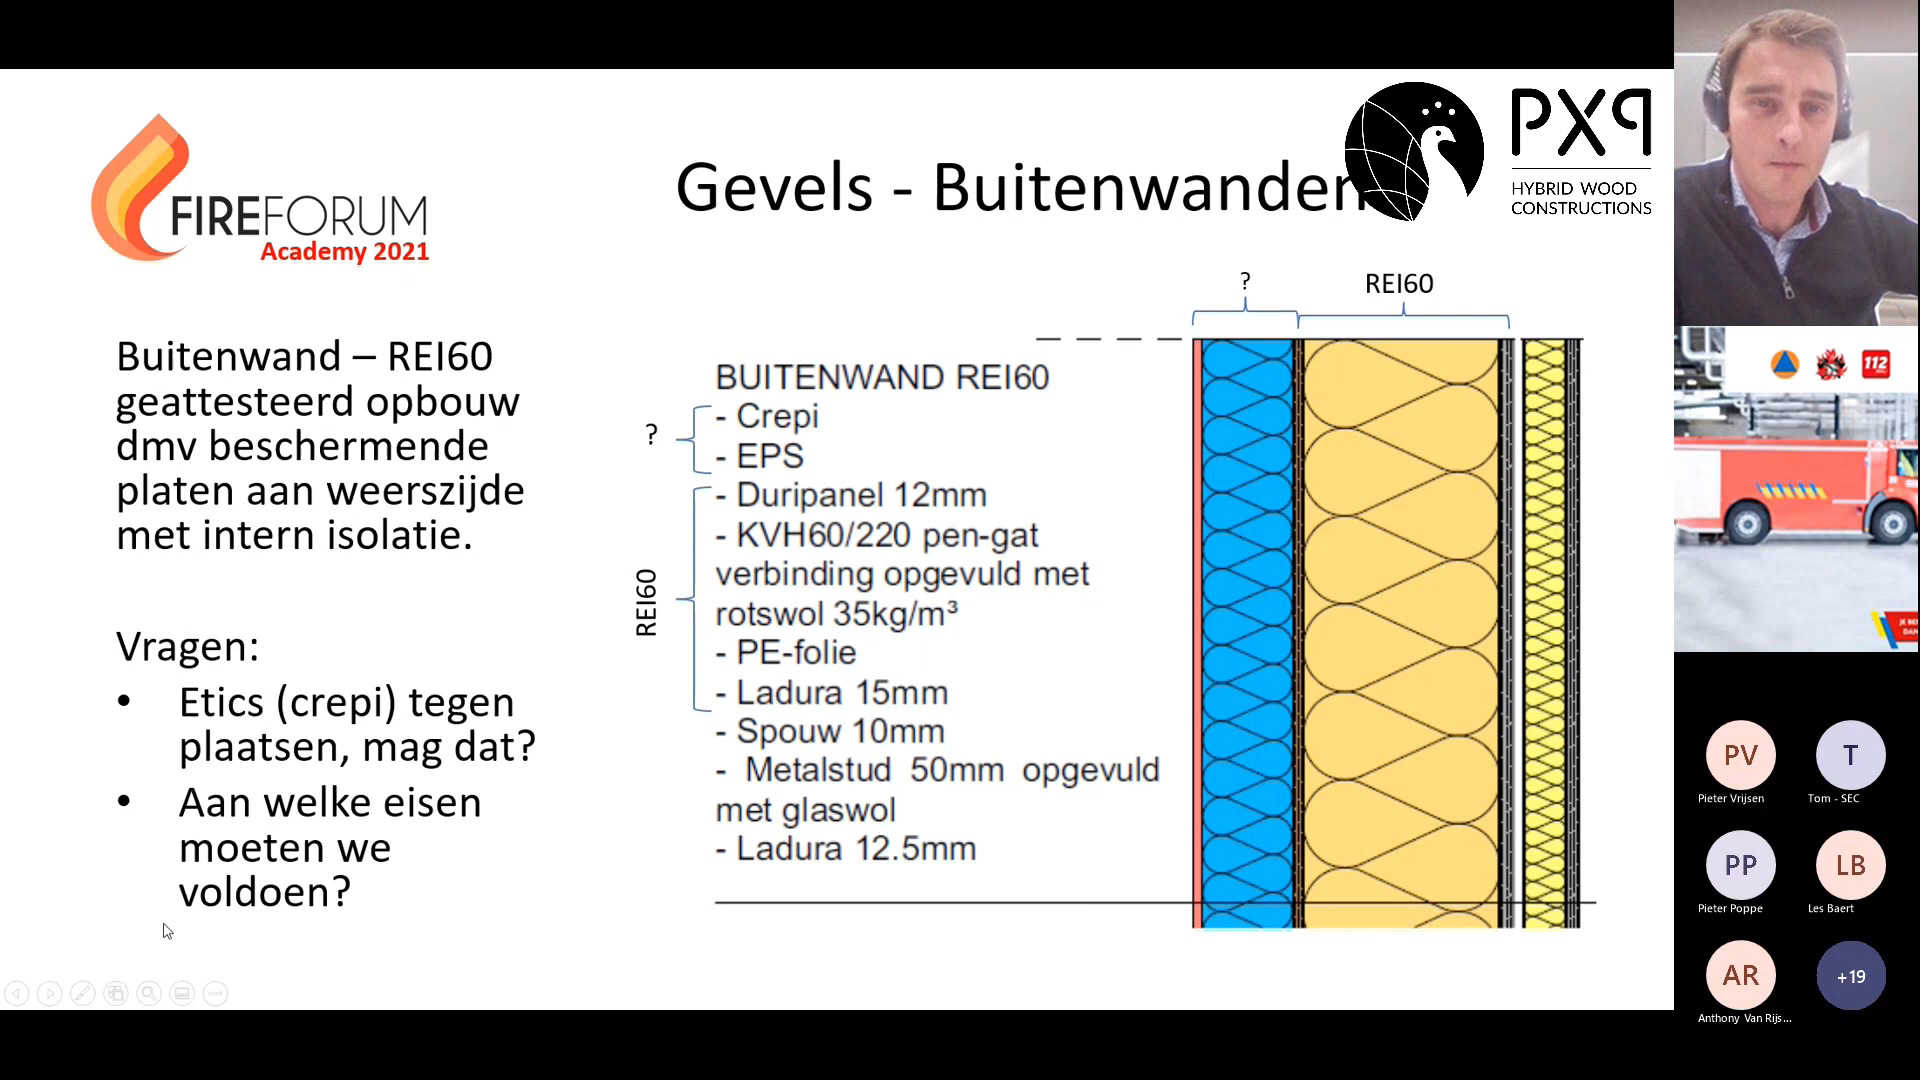 FIREFORUM
Academy 2021
Gevels - Buitenwanden
PXP
HYBRID WOOD
CONSTRUCTIONS
Buitenwand – REI60
geattesteerd opbouw
dmv beschermende
platen aan weerszijde
met intern isolatie.
Vragen:
• Etics (crepi) tegen
plaatsen, mag dat?
• Aan welke eisen
moeten we
voldoen?
?
REI60
BUITENWAND REI60
- Crepi
- EPS
- Duripanel 12mm
- KVH60/220 pen-gat
verbinding opgevuld met
rotswol 35kg/m³
- PE-folie
- Ladura 15mm
- Spouw 10mm
- Metalstud 50mm opgevuld
met glaswol
- Ladura 12.5mm
?
REI60
112
PV
Pieter Vrijsen
T
Tom - SEC
PP
Pieter Poppe
LB
Les Baert
AR
Anthony Van Rijs...
+19